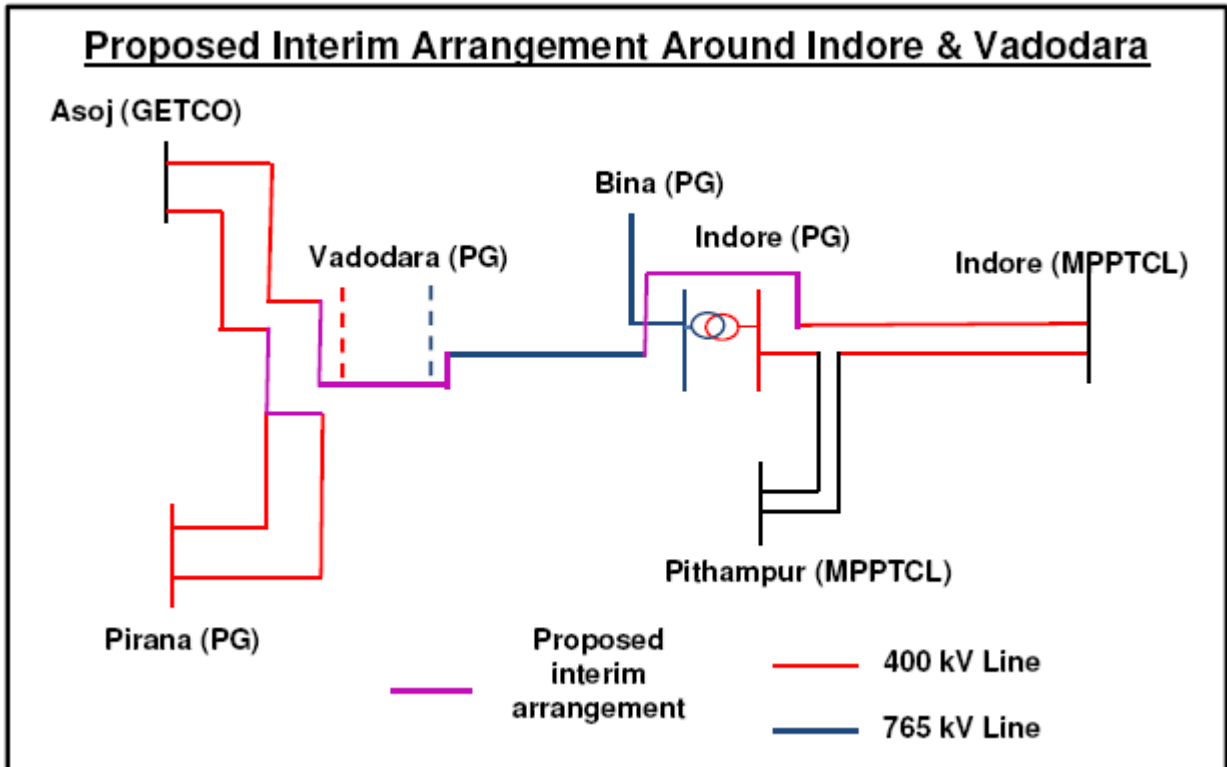 Proposed Interim Arrangement Around Indore & Vadodara
Asoj (GETCO)
Bina (PG)
Indore (PG)
Vadodara (PG)
Indore (MPPTCL)
Pithampur (MPPTCL)
Pirana (PG)
Proposed
interim
arrangement
400 kV Line
765 kV Line